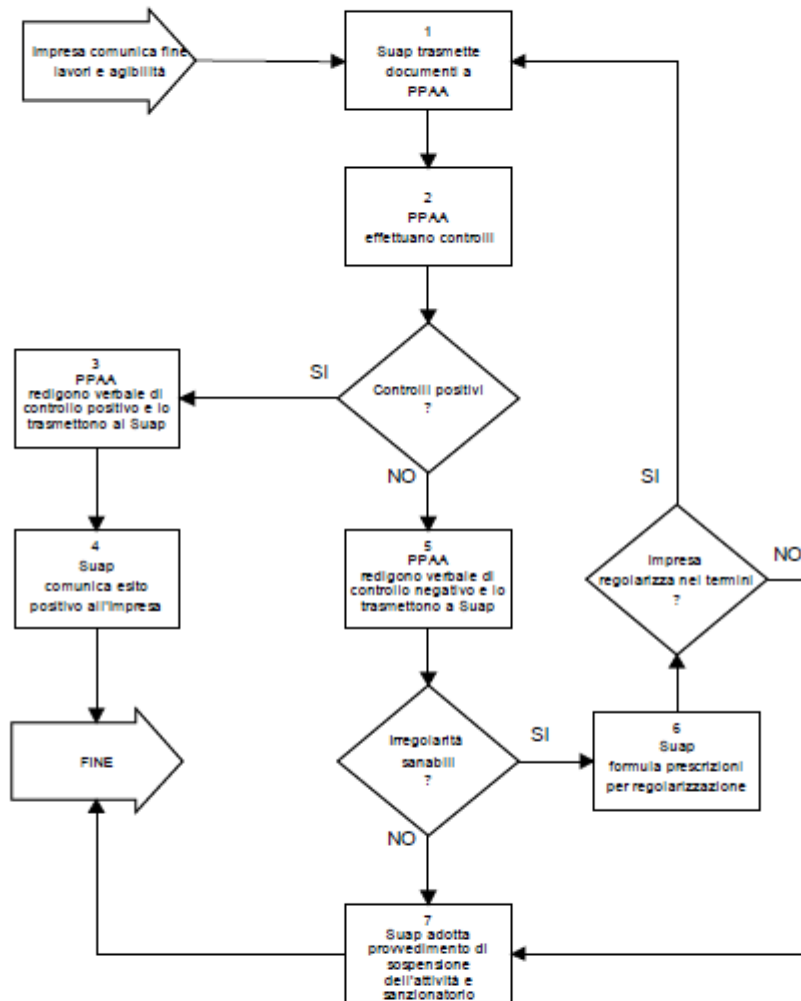 Impresa comunica fine
lavori e agibilità
1
Suap trasmette
documenti a
PPAA
2
PPAA
effettuano controlli
Controlli positivi
?
SI
NO
3
PPAA
redigono verbale di
controllo positivo e lo
trasmettono al Suap
4
Suap
comunica esito
positivo all'Impresa
FINE
5
PPAA
redigono verbale di
controllo negativo e lo
trasmettono a Suap
Irregolarità
sanabili
?
SI
NO
6
Suap
formula prescrizioni
per regolarizzazione
Impresa
regolarizza nei termini
?
SI
NO
7
Suap adotta
provvedimento di
sospensione
dell'attività e
sanzionatorio